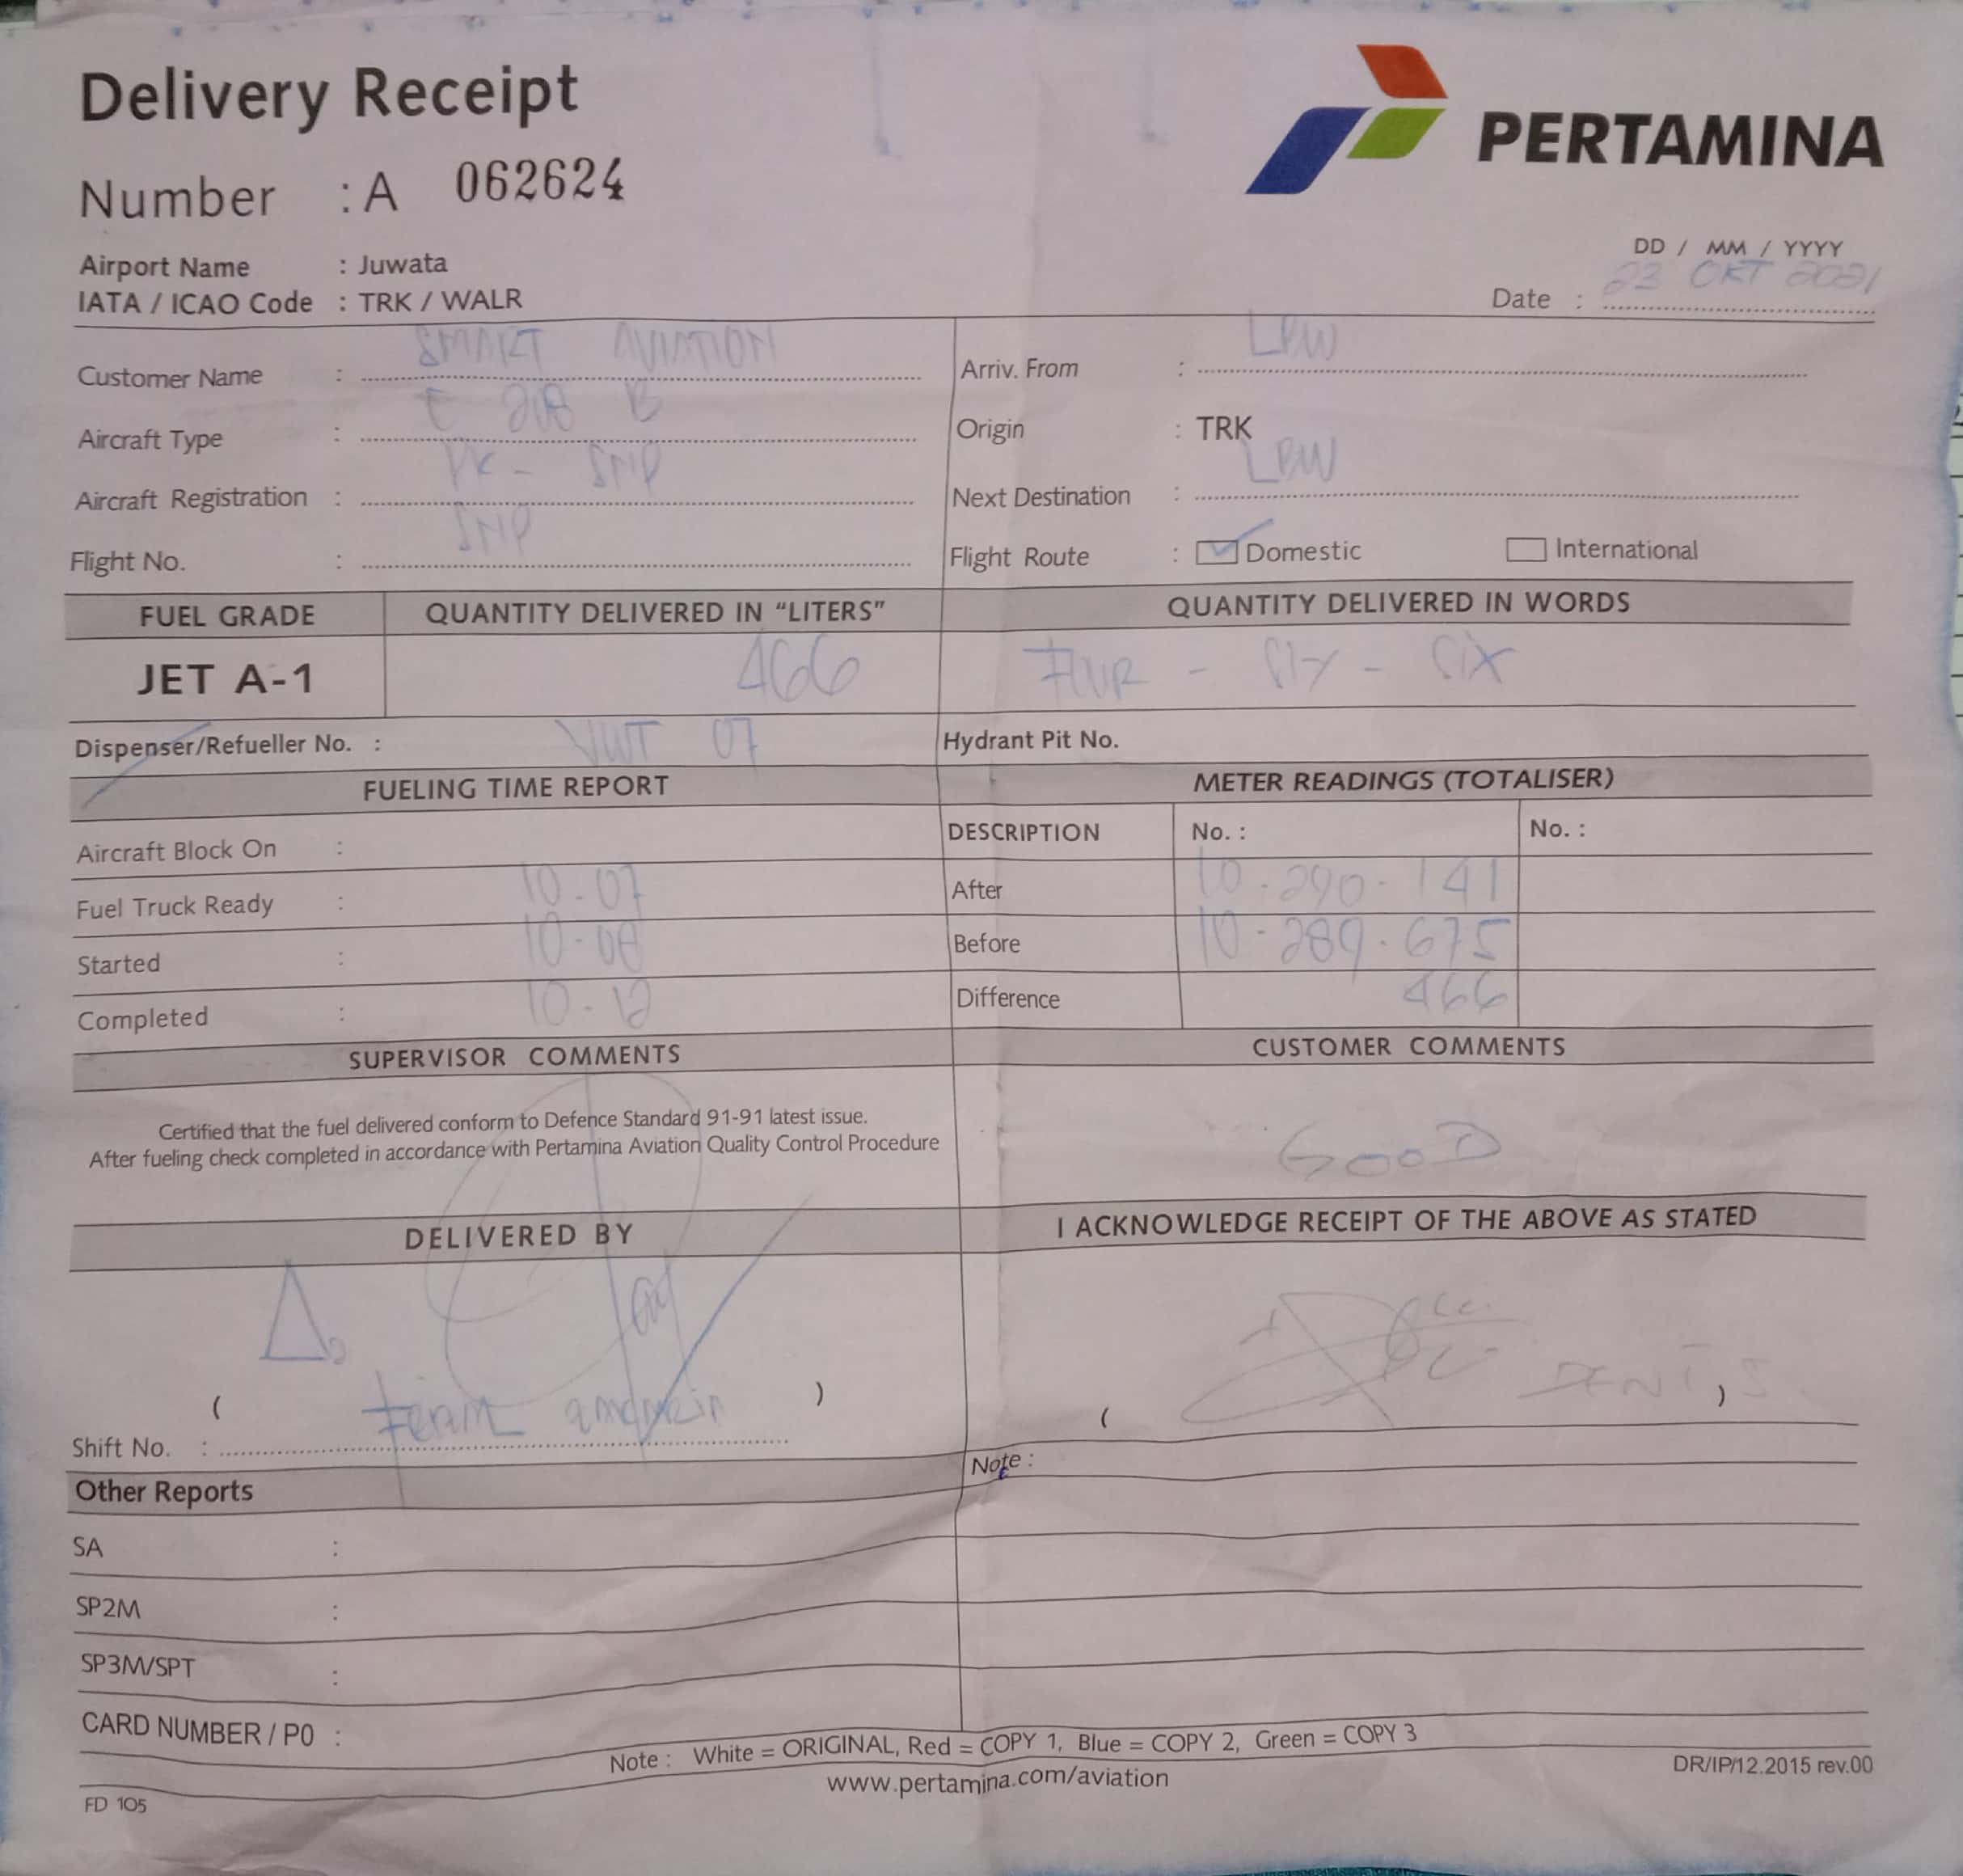 Delivery Receipt
PERTAMINA
Number : A 062624
Airport Name : Juwata
IATA / ICAO Code : TRK / WALR
DD / MM / YYYY
Date : 23 OKT 2021
Customer Name : SMART AVIATION
Arriv. From : LBW
Aircraft Type : C 208 B
Origin : TRK
Aircraft Registration : PK - SNP
Next Destination : LBW
Flight No. : SNP
Flight Route : Domestic International
FUEL GRADE QUANTITY DELIVERED IN "LITERS" QUANTITY DELIVERED IN WORDS
JET A-1 466 FOUR - SIX - SIX
Dispenser/Refueller No. : 07 Hydrant Pit No.
FUELING TIME REPORT METER READINGS (TOTALISER)
Aircraft Block On : DESCRIPTION No. : No. :
Fuel Truck Ready : 10-07 After 10.290.141
Started : 10-08 Before 10.289.675
Completed : 10-12 Difference 466
SUPERVISOR COMMENTS CUSTOMER COMMENTS
Certified that the fuel delivered conform to Defence Standard 91-91 latest issue.
After fueling check completed in accordance with Pertamina Aviation Quality Control Procedure
GOOD
DELIVERED BY I ACKNOWLEDGE RECEIPT OF THE ABOVE AS STATED
( ) ( )
Shift No. :
Note :
Other Reports
SA :
SP2M :
SP3M/SPT :
CARD NUMBER / P0 :
Note : White = ORIGINAL, Red = COPY 1, Blue = COPY 2, Green = COPY 3
www.pertamina.com/aviation
DR/IP/12.2015 rev.00
FD 105